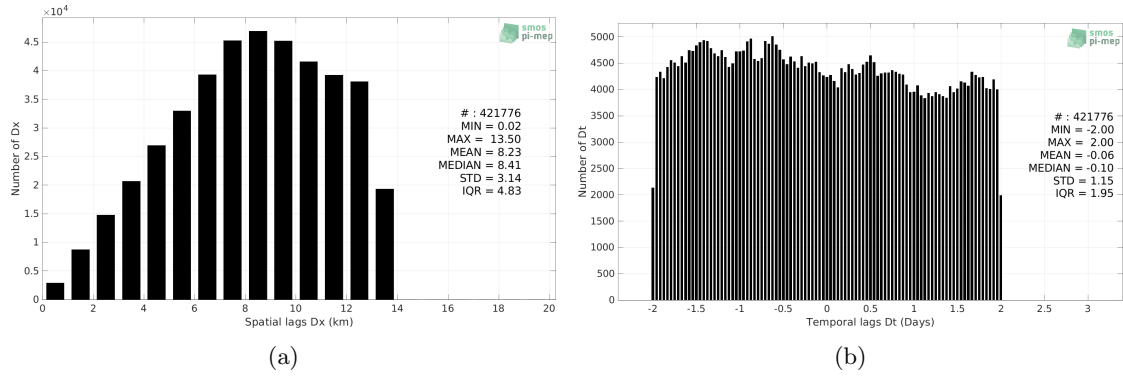 ×10⁴
4.5
4
3.5
3
2.5
2
1.5
1
0.5
0
Number of Dx
0 2 4 6 8 10 12 14 16 18 20
Spatial lags Dx (km)
smos
pi-mep
# : 421776
MIN = 0.02
MAX = 13.50
MEAN = 8.23
MEDIAN = 8.41
STD = 3.14
IQR = 4.83
(a)
5000
4500
4000
3500
3000
2500
2000
1500
1000
500
0
Number of Dt
-2 -1.5 -1 -0.5 0 0.5 1 1.5 2 2.5 3
Temporal lags Dt (Days)
smos
pi-mep
# : 421776
MIN = -2.00
MAX = 2.00
MEAN = -0.06
MEDIAN = -0.10
STD = 1.15
IQR = 1.95
(b)